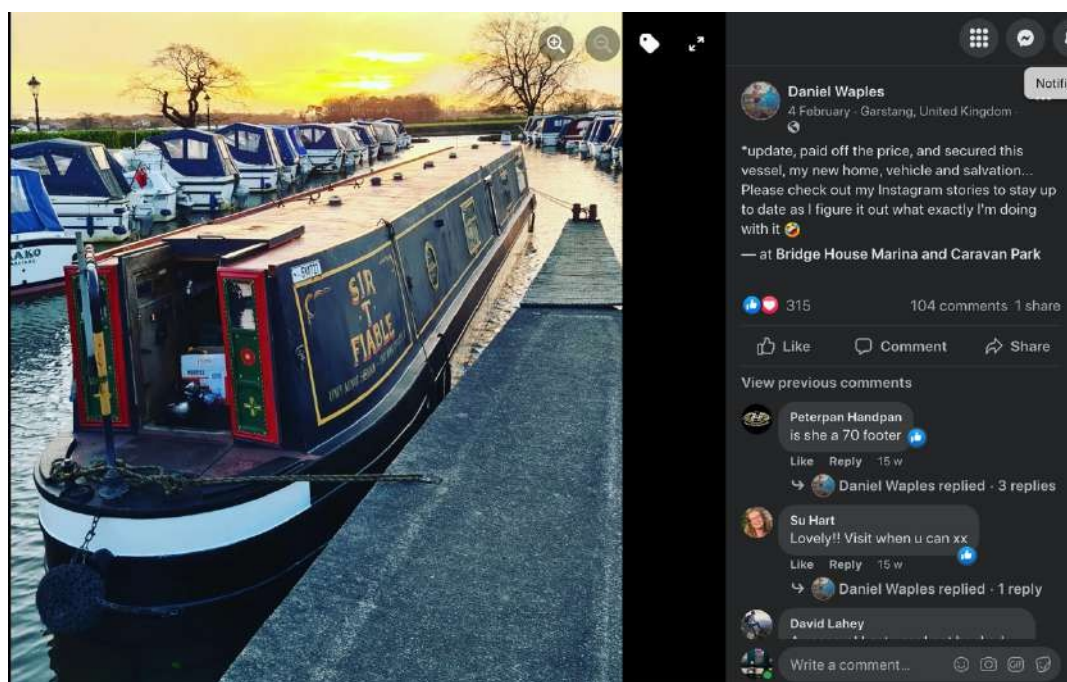 SIR
·T·
FIABLE
AKO
Notifi
Daniel Waples
4 February · Garstang, United Kingdom ·
*update, paid off the price, and secured this
vessel, my new home, vehicle and salvation...
Please check out my Instagram stories to stay up
to date as I figure it out what exactly I'm doing
with it 🤣
— at Bridge House Marina and Caravan Park
315
104 comments 1 share
Like
Comment
Share
View previous comments
Peterpan Handpan
is she a 70 footer
Like Reply 15 w
Daniel Waples replied · 3 replies
Su Hart
Lovely!! Visit when u can xx
Like Reply 15 w
Daniel Waples replied · 1 reply
David Lahey
Write a comment...
GIF